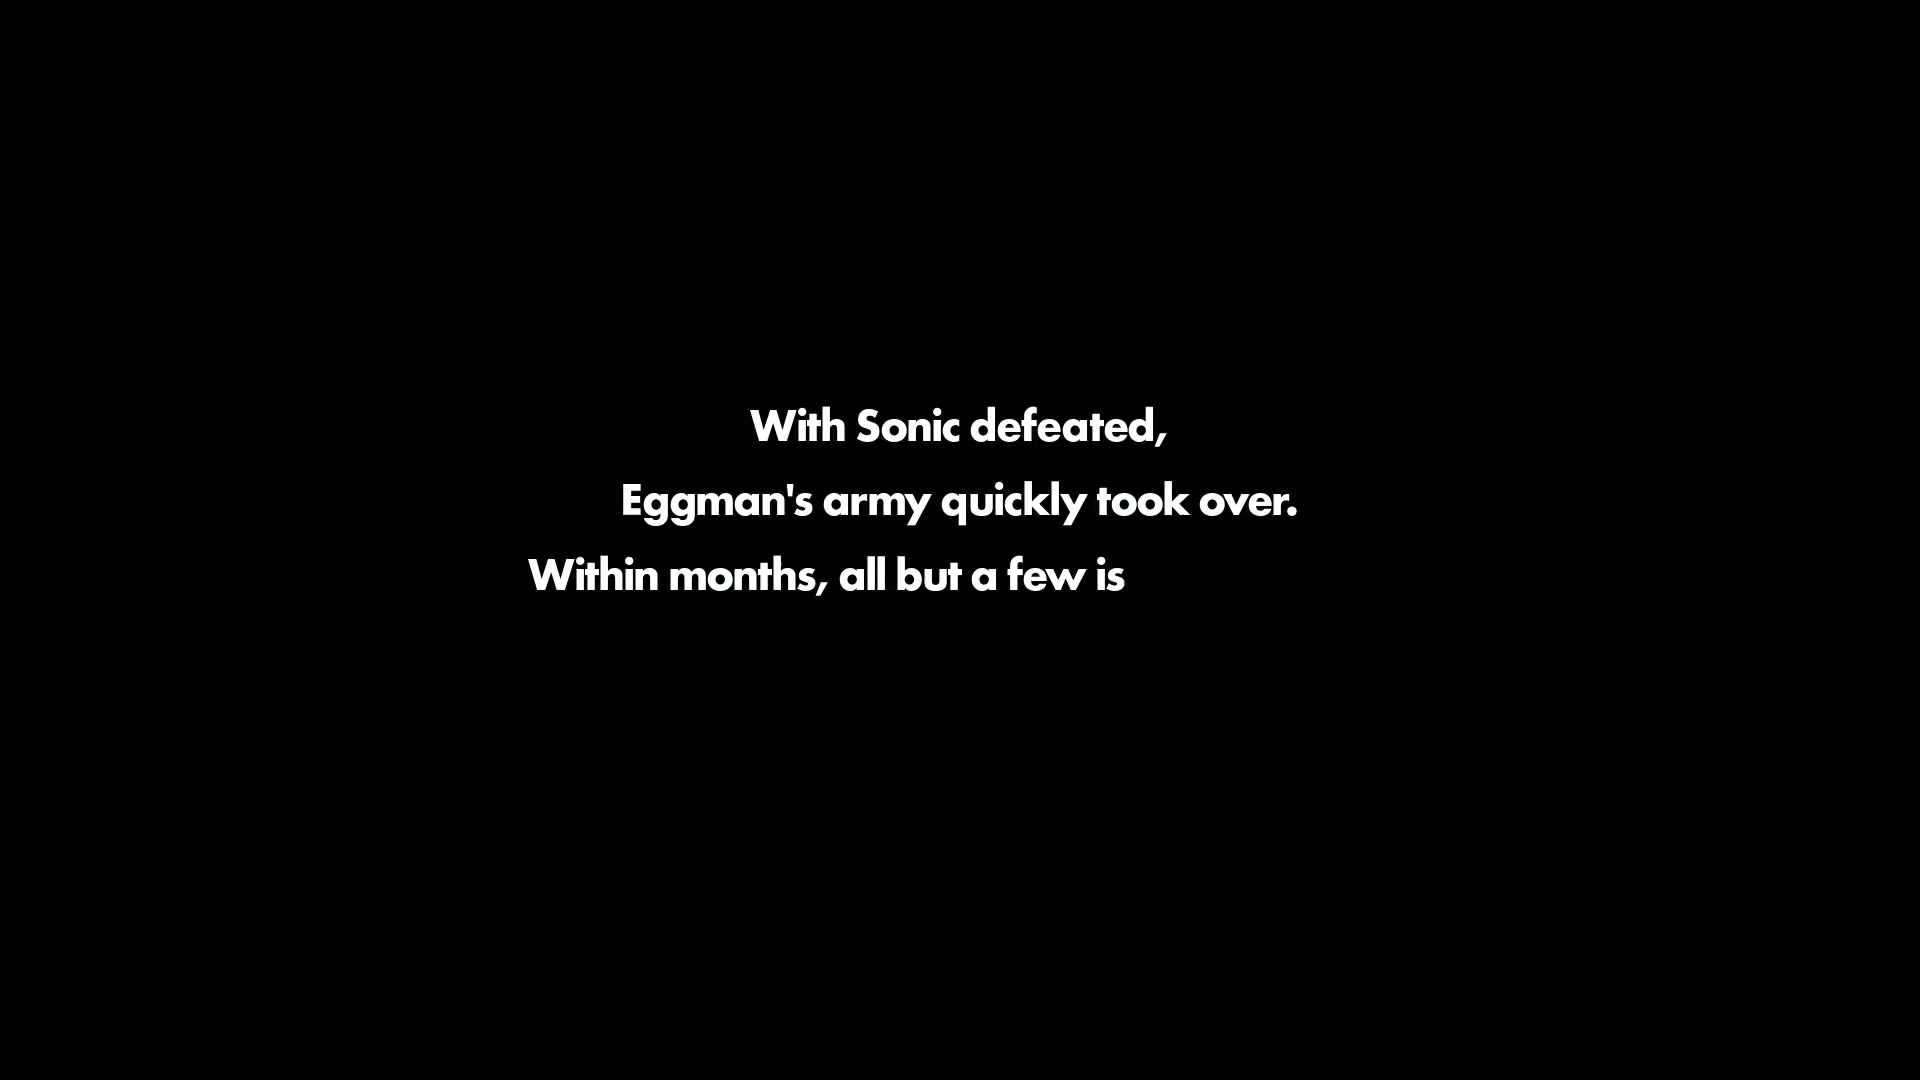 With Sonic defeated,
Eggman's army quickly took over.
Within months, all but a few is